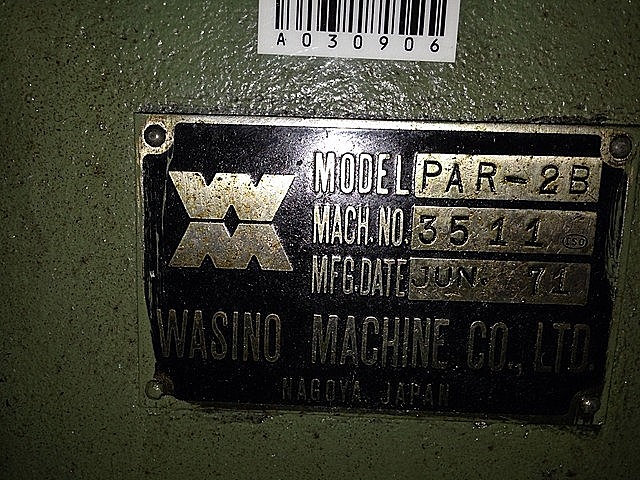 A030906
MODEL PAR-2B
MACH.NO. 3511
MFG.DATE JUN. 71
WASINO MACHINE CO., LTD.
NAGOYA, JAPAN